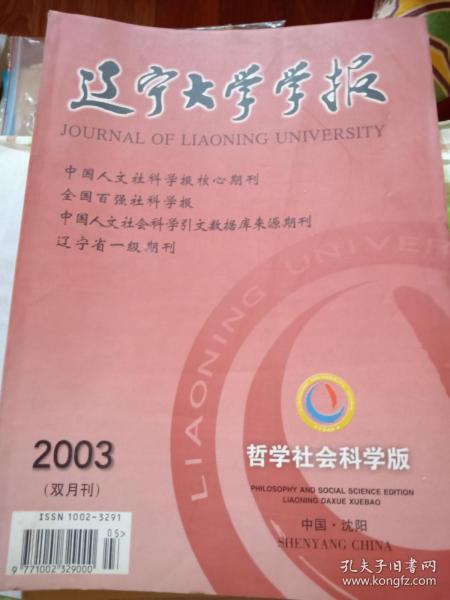 辽宁大学学报
JOURNAL OF LIAONING UNIVERSITY
中国人文社科学报核心期刊
全国百强社科学报
中国人文社会科学引文数据库来源期刊
辽宁省一级期刊
LIAONING UNIVER
2003
(双月刊)
哲学社会科学版
PHILOSOPHY AND SOCIAL SCIENCE EDITION
LIAONING DAXUE XUEBAO
中国·沈阳
SHENYANG CHINA
ISSN 1002-3291
05>
9 771002 329000
孔夫子旧书网
www.kongfz.com